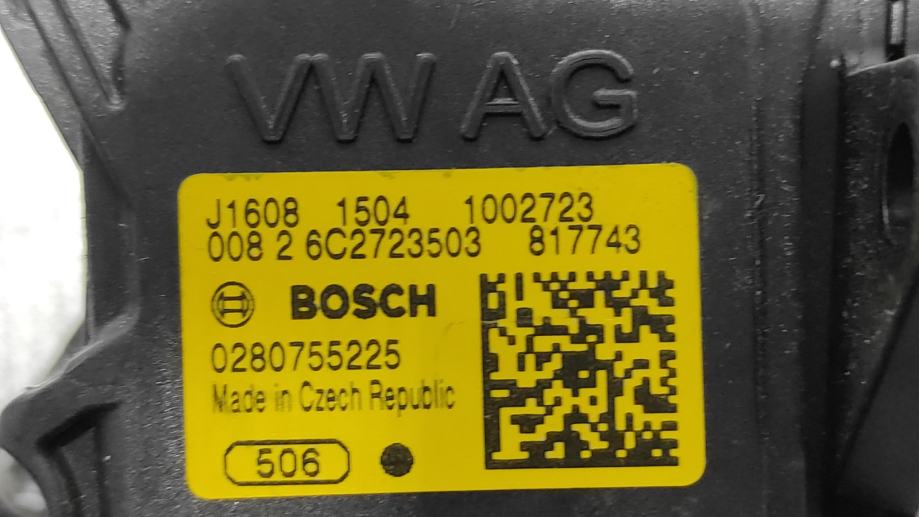 VW AG
J1608 1504 1002723
008 2 6C2723503 817743
BOSCH
0280755225
Made in Czech Republic
506